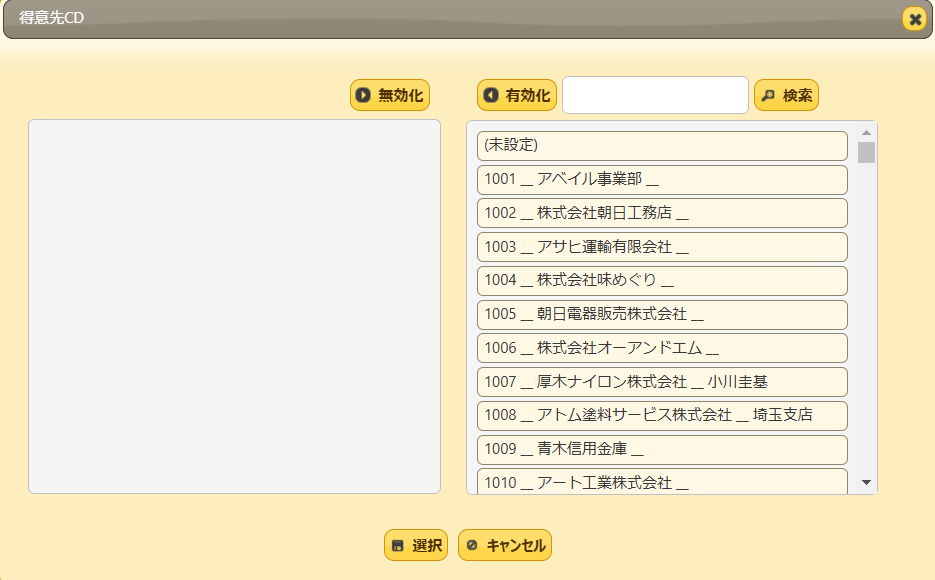 得意先CD
無効化
有効化
検索
(未設定)
1001 __ アベイル事業部 __
1002 __ 株式会社朝日工務店 __
1003 __ アサヒ運輸有限会社 __
1004 __ 株式会社味めぐり __
1005 __ 朝日電器販売株式会社 __
1006 __ 株式会社オーアンドエム __
1007 __ 厚木ナイロン株式会社 __ 小川圭基
1008 __ アトム塗料サービス株式会社 __ 埼玉支店
1009 __ 青木信用金庫 __
1010 __ アート工業株式会社 __
選択
キャンセル